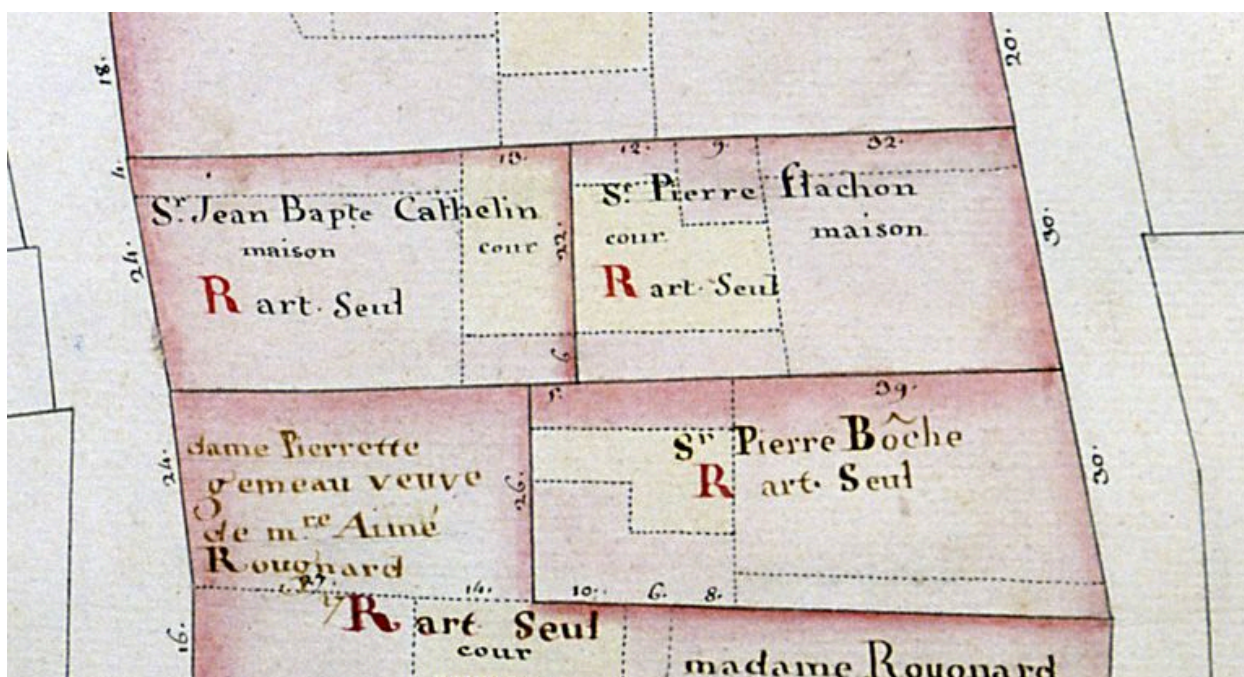 18.
20.
4.
13.
12.
9.
32.
Sr. Jean Bapte Cathelin
maison
cour
R art. Seul
24.
22.
6
Sr. Pierre flachon
cour.
maison
R art. Seul
30.
5.
39.
dame Pierrette
gemeau veuve
de mre Aimé
Rougnard
24.
26.
Sr Pierre Bôche
R art. Seul
30.
14.
10.
6.
8.
R art Seul
cour
16.
madame Rougnard